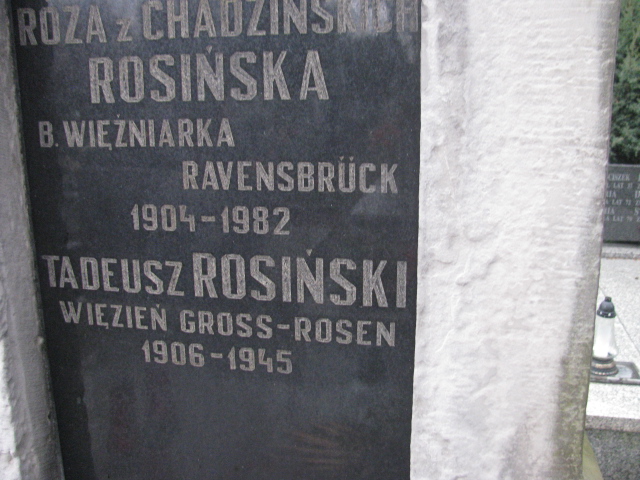 RÓŻA z CHADZIŃSKICH
ROSIŃSKA
B. WIĘŹNIARKA
RAVENSBRÜCK
1904-1982
TADEUSZ ROSIŃSKI
WIĘZIEŃ GROSS-ROSEN
1906-1945